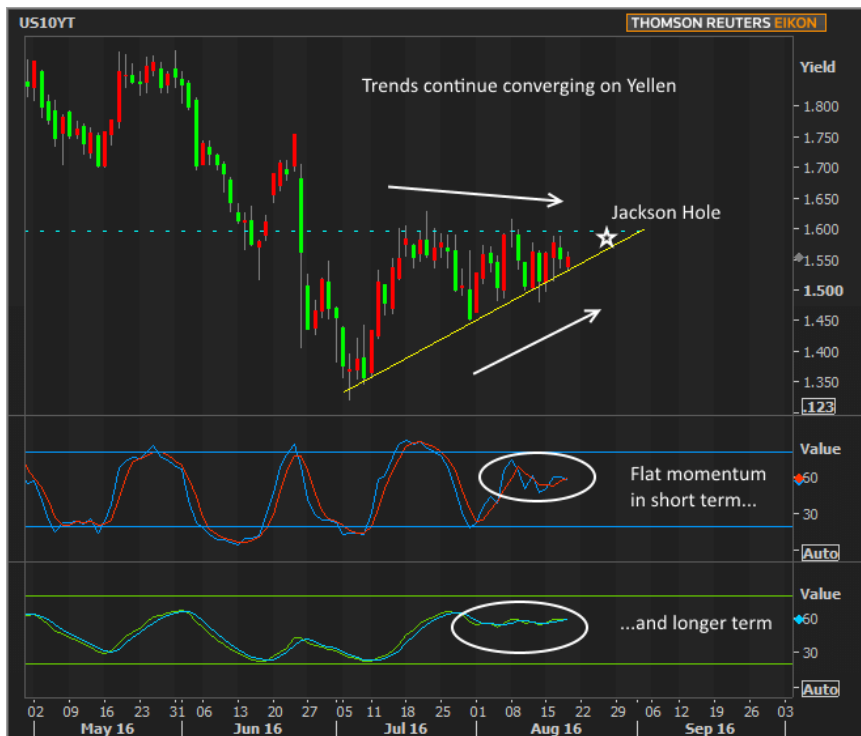 US10YT
THOMSON REUTERS EIKON
Yield
Trends continue converging on Yellen
1.800
1.750
1.700
1.650
Jackson Hole
1.600
1.550
1.500
1.450
1.400
1.350
.123
Value
60
Flat momentum
in short term...
30
Auto
Value
60
...and longer term
30
Auto
02 09 16 23 31 06 13 20 27 05 11 18 25 01 08 15 22 29 06 12 19 26 03
May 16 Jun 16 Jul 16 Aug 16 Sep 16